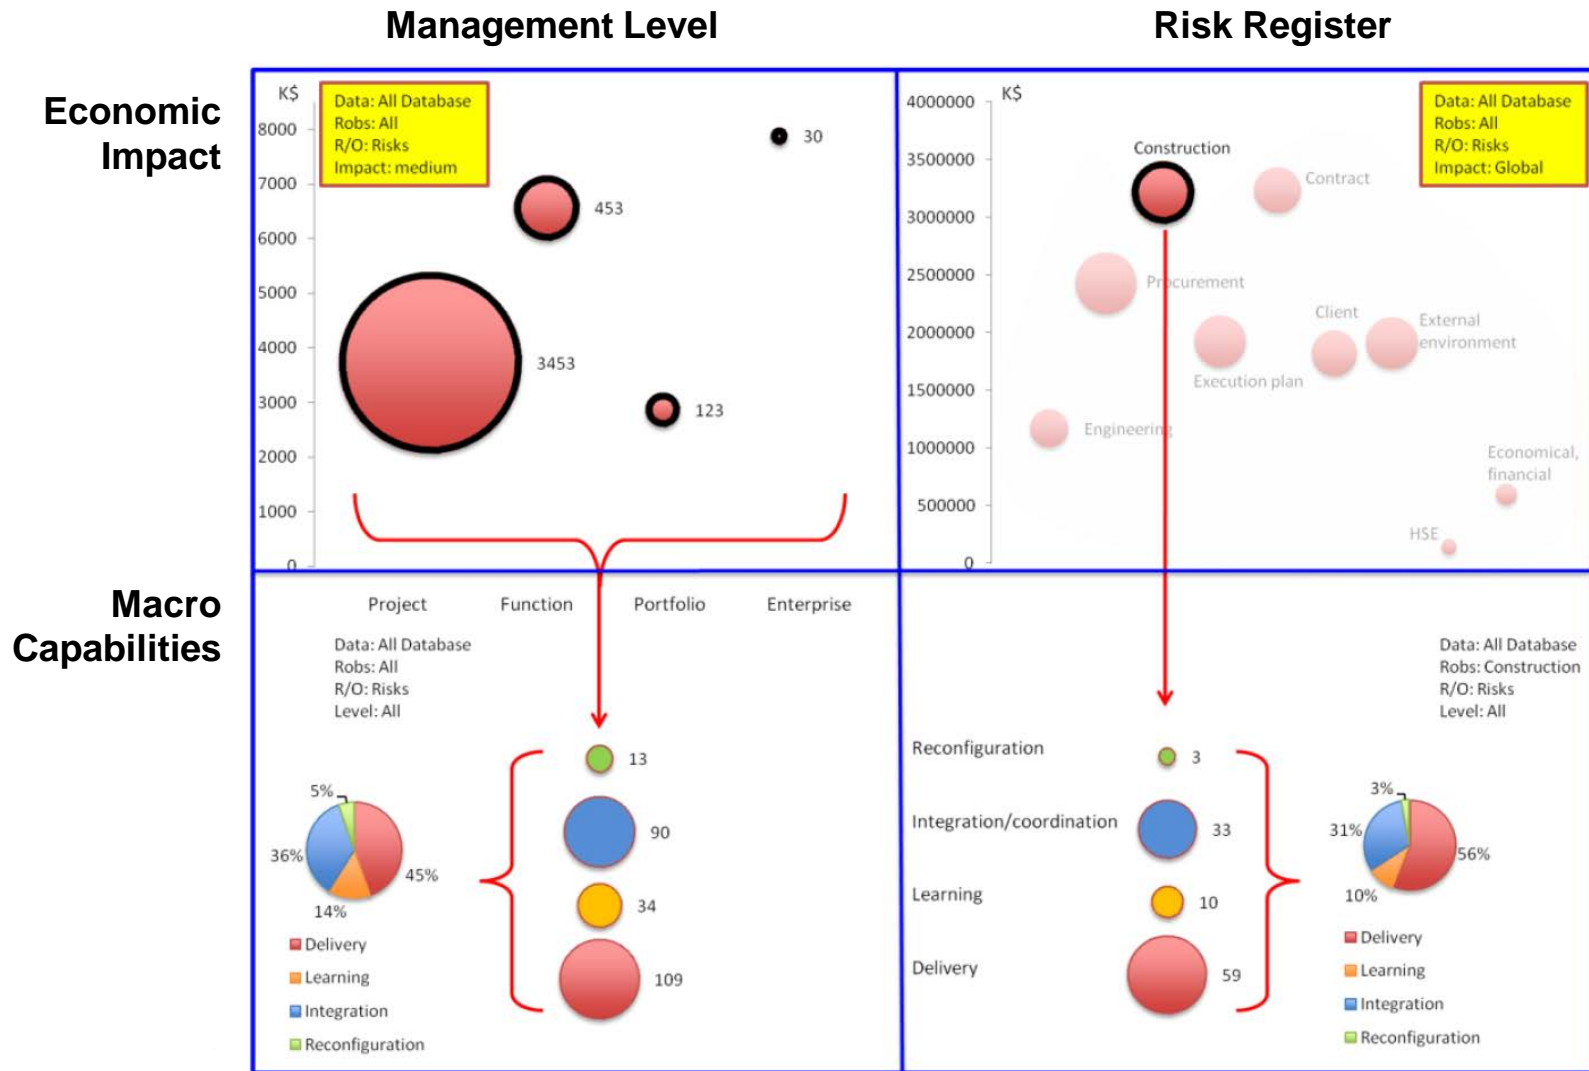 Management Level
Risk Register
Economic
Impact
K$
8000
7000
6000
5000
4000
3000
2000
1000
0
Data: All Database
Robs: All
R/O: Risks
Impact: medium
30
453
3453
123
K$
4000000
3500000
3000000
2500000
2000000
1500000
1000000
500000
0
Data: All Database
Robs: All
R/O: Risks
Impact: Global
Construction
Contract
Procurement
Client
External
environment
Execution plan
Engineering
Economical,
financial
HSE
Macro
Capabilities
Project
Function
Portfolio
Enterprise
Data: All Database
Robs: All
R/O: Risks
Level: All
13
90
34
109
5%
36%
45%
14%
Delivery
Learning
Integration
Reconfiguration
Data: All Database
Robs: Construction
R/O: Risks
Level: All
Reconfiguration
3
Integration/coordination
33
Learning
10
Delivery
59
3%
31%
56%
10%
Delivery
Learning
Integration
Reconfiguration